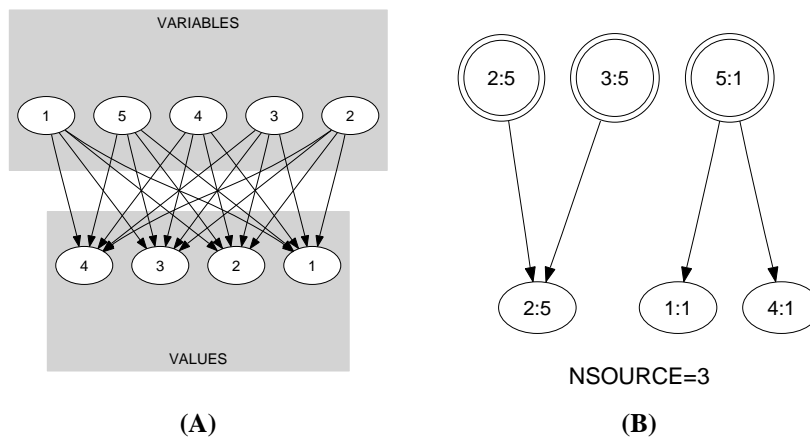 VARIABLES
1 5 4 3 2
4 3 2 1
VALUES
(A)
2:5 3:5 5:1
2:5 1:1 4:1
NSOURCE=3
(B)